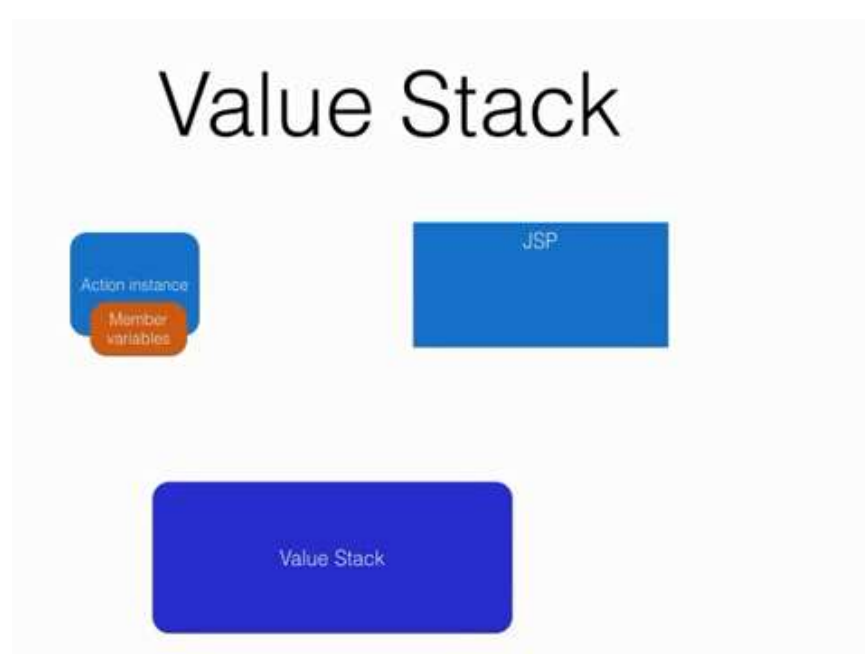 Value Stack
JSP
Action instance
Member
variables
Value Stack